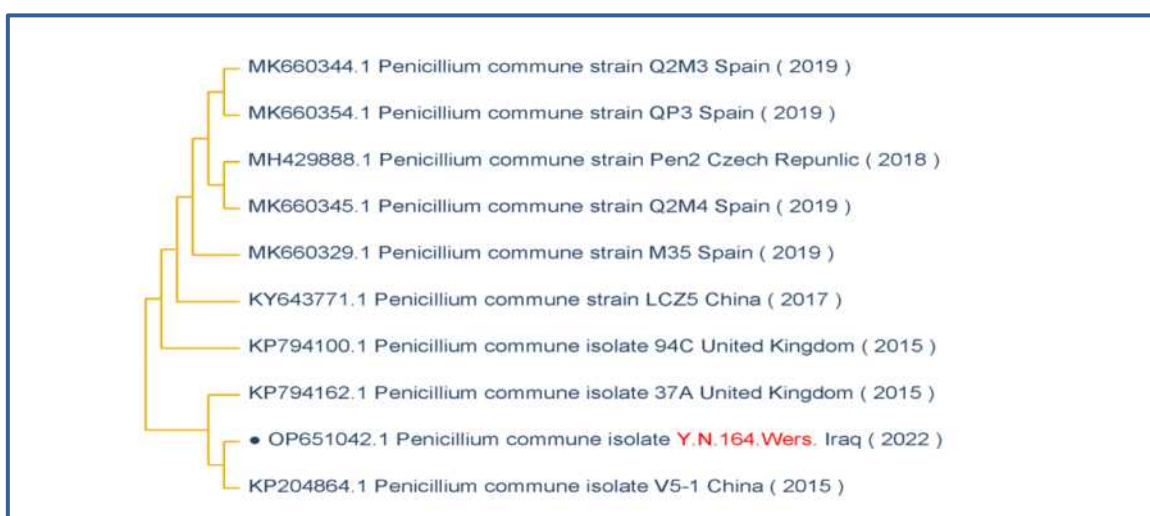 MK660344.1 Penicillium commune strain Q2M3 Spain ( 2019 )
MK660354.1 Penicillium commune strain QP3 Spain ( 2019 )
MH429888.1 Penicillium commune strain Pen2 Czech Repunlic ( 2018 )
MK660345.1 Penicillium commune strain Q2M4 Spain ( 2019 )
MK660329.1 Penicillium commune strain M35 Spain ( 2019 )
KY643771.1 Penicillium commune strain LCZ5 China ( 2017 )
KP794100.1 Penicillium commune isolate 94C United Kingdom ( 2015 )
KP794162.1 Penicillium commune isolate 37A United Kingdom ( 2015 )
● OP651042.1 Penicillium commune isolate Y.N.164.Wers. Iraq ( 2022 )
KP204864.1 Penicillium commune isolate V5-1 China ( 2015 )